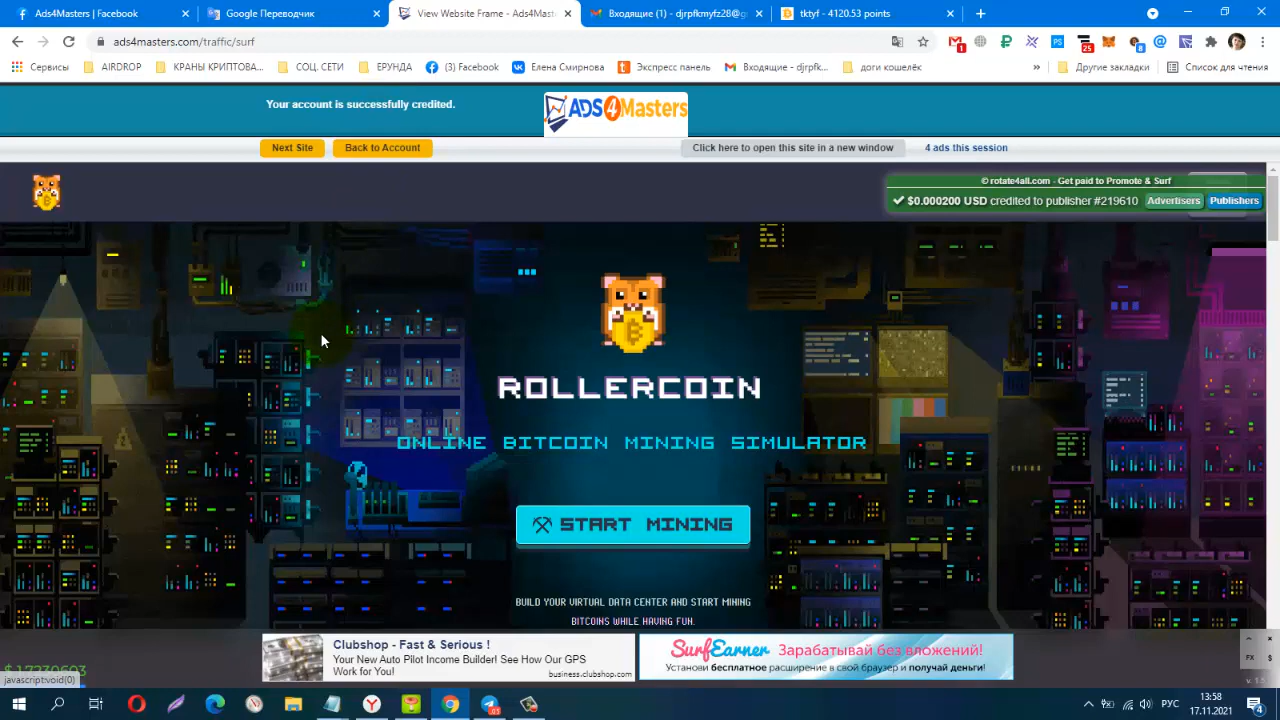 Ads4Masters Dashboard
Google Переводчик
View Website Frame - Ads4Mast
Входящие (1) - djrpfkmyfz28@g
tktyf - 4120.53 points
ads4masters.com/traffic/surf
Сервисы
AIRDROP
КРАНЫ КРИПТОВА...
СОЦ. СЕТИ
ЕРУНДА
(3) Facebook
Елена Смирнова
Экспресс панель
Входящие - djrpfk...
доги кошелёк
»
Другие закладки
Список для чтения
Your account is successfully credited.
ADS4Masters
Next Site
Back to Account
Click here to open this site in a new window
4 ads this session
© rotate4all.com - Get paid to Promote & Surf
$0.000200 USD credited to publisher #219610
Advertisers
Publishers
ROLLERCOIN
ONLINE BITCOIN MINING SIMULATOR
START MINING
BUILD YOUR VIRTUAL DATA CENTER AND START MINING
BITCOINS WHILE HAVING FUN.
Clubshop - Fast & Serious !
Your New Auto Pilot Income Builder! See How Our GPS
Work for You!
business.clubshop.com
SurfEarner Зарабатывай без вложений!
Установи бесплатное расширение в свой браузер и получай деньги!
FX
$
javascript:void(0)
РУС
13:58
17.11.2021